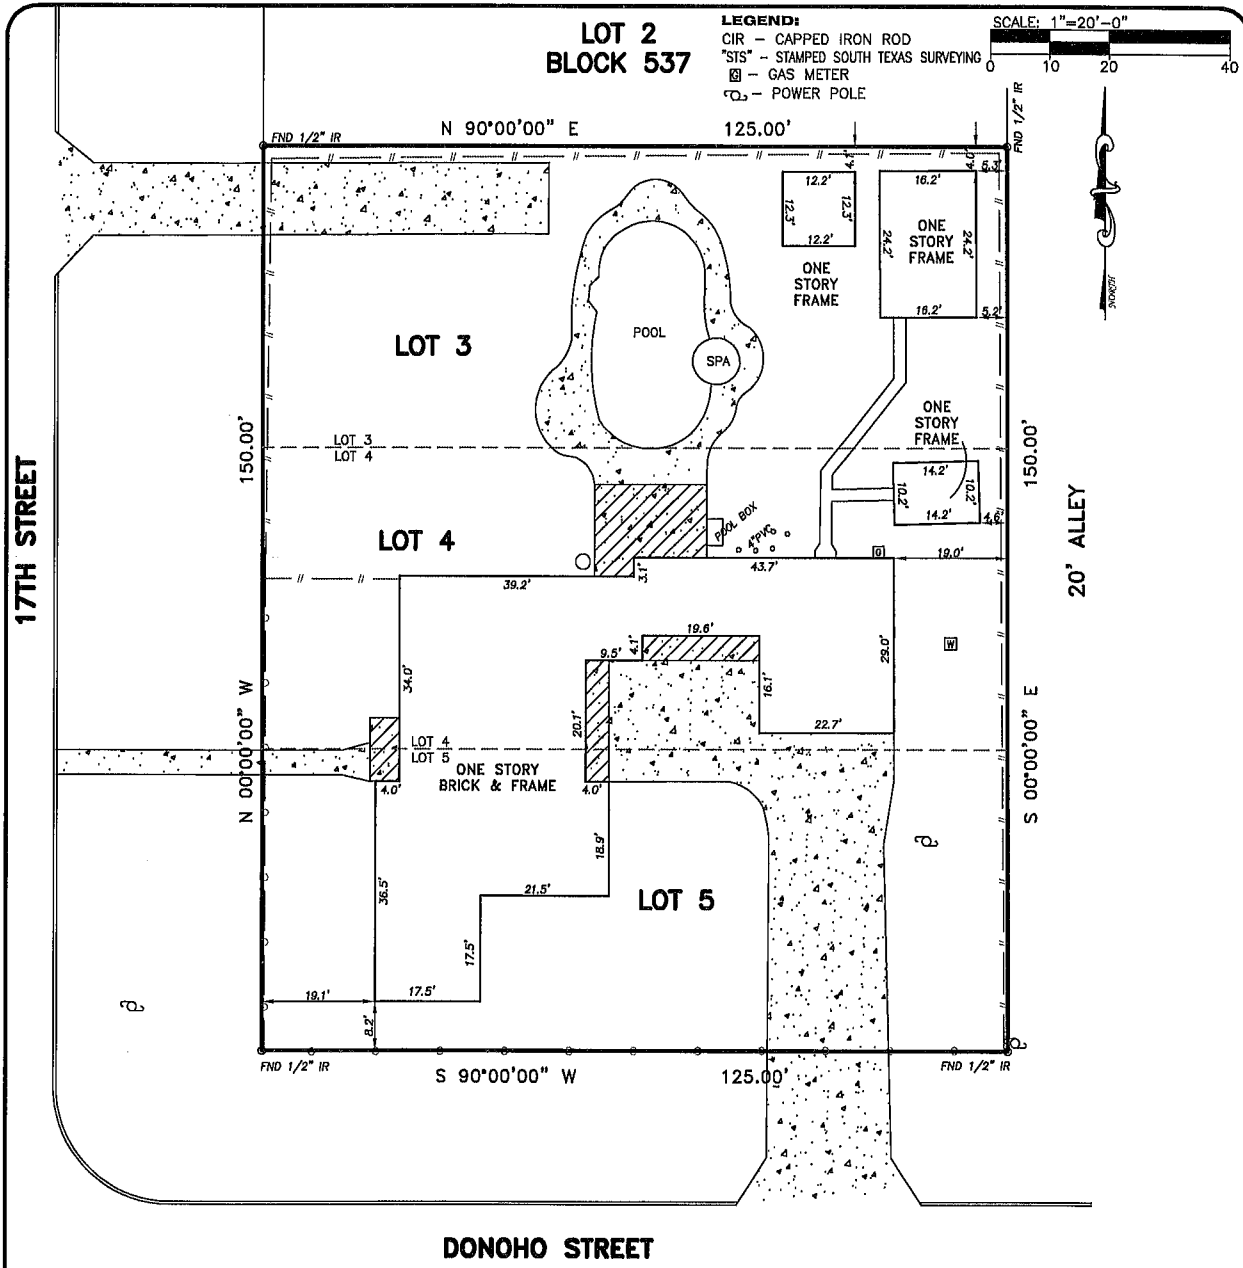 LOT 2
BLOCK 537
LEGEND:
CIR – CAPPED IRON ROD
"STS" – STAMPED SOUTH TEXAS SURVEYING
G – GAS METER
– POWER POLE
SCALE: 1"=20'-0"
0 10 20 40
FND 1/2" IR
N 90°00'00" E 125.00'
FND 1/2" IR
4.1'
4.0'
5.3'
12.2'
12.3'
12.3'
12.2'
16.2'
24.2'
24.2'
ONE
STORY
FRAME
16.2'
5.2'
ONE
STORY
FRAME
NORTH
POOL
SPA
LOT 3
LOT 3
LOT 4
150.00'
150.00'
ONE
STORY
FRAME
14.2'
10.2'
10.2'
14.2'
4.6'
17TH STREET
20' ALLEY
LOT 4
POOL BOX
4"PVC
G
19.0'
39.2'
3.1'
43.7'
34.0'
19.6'
9.5'
4.1'
16.1'
29.0'
W
22.7'
20.1'
N 00°00'00" W
S 00°00'00" E
LOT 4
LOT 5
ONE STORY
BRICK & FRAME
4.0'
4.0'
18.9'
36.5'
21.5'
LOT 5
17.5'
19.1'
17.5'
8.2'
FND 1/2" IR
S 90°00'00" W 125.00'
FND 1/2" IR
DONOHO STREET